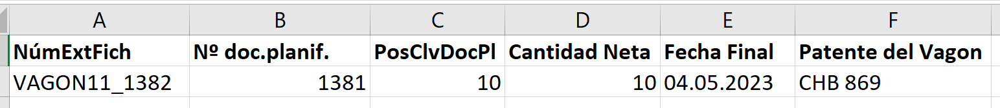 A B C D E F
NúmExtFich Nº doc.planif. PosClvDocPl Cantidad Neta Fecha Final Patente del Vagon
VAGON11_1382 1381 10 10 04.05.2023 CHB 869